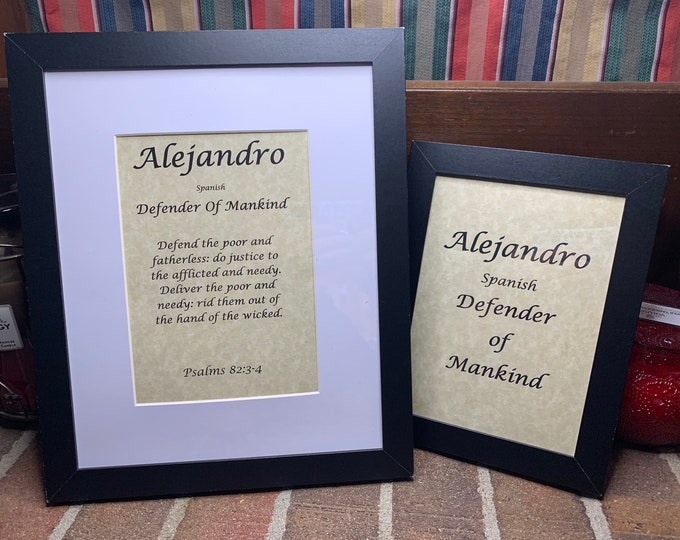 Alejandro
Spanish
Defender Of Mankind
Defend the poor and
fatherless: do justice to
the afflicted and needy.
Deliver the poor and
needy: rid them out of
the hand of the wicked.
Psalms 82:3-4
Alejandro
Spanish
Defender
of
Mankind